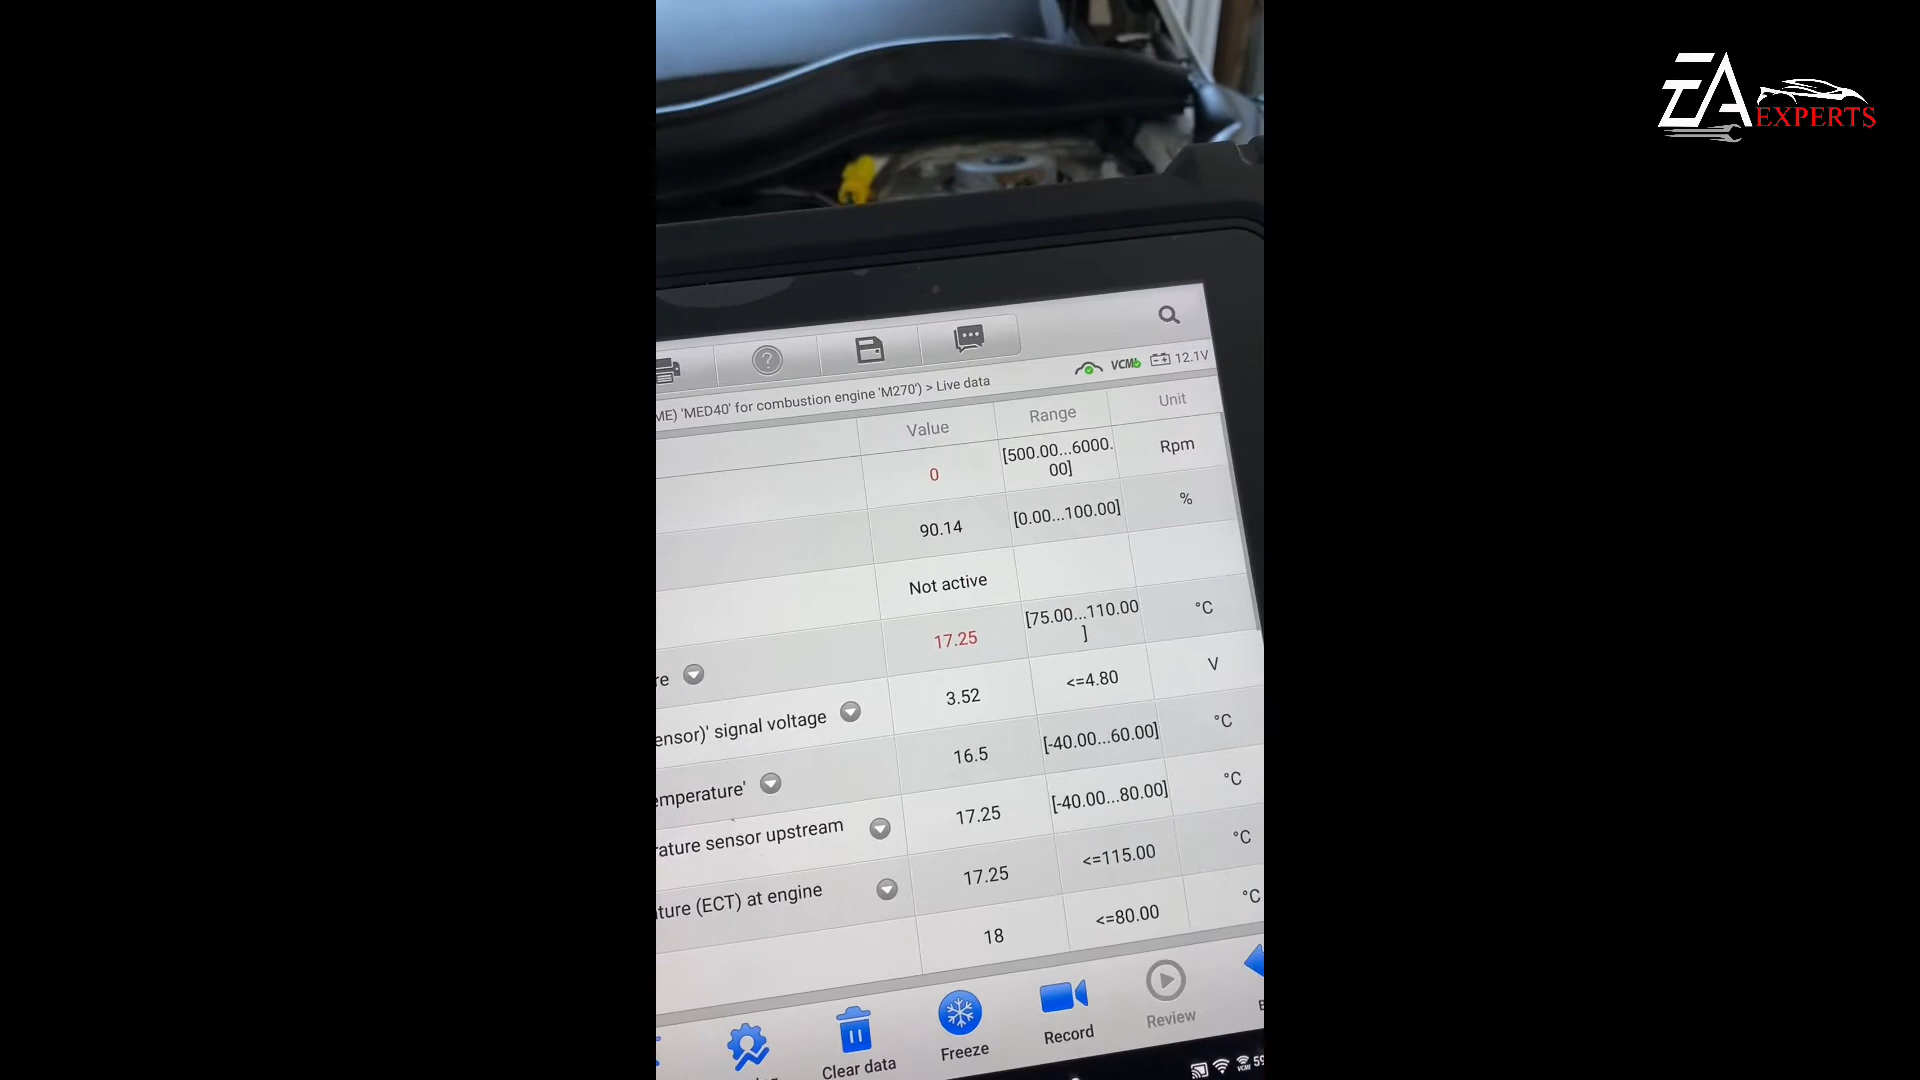 EA
EXPERTS
VCMI 12.1V
ME) 'MED40' for combustion engine 'M270') > Live data
Value Range Unit
0 [500.00...6000.
00] Rpm
90.14 [0.00...100.00] %
Not active
re 17.25 [75.00...110.00
] °C
ensor)' signal voltage 3.52 <=4.80 V
emperature' 16.5 [-40.00...60.00] °C
rature sensor upstream 17.25 [-40.00...80.00] °C
ture (ECT) at engine 17.25 <=115.00 °C
18 <=80.00 °C
Clear data Freeze Record Review
VCMI 59